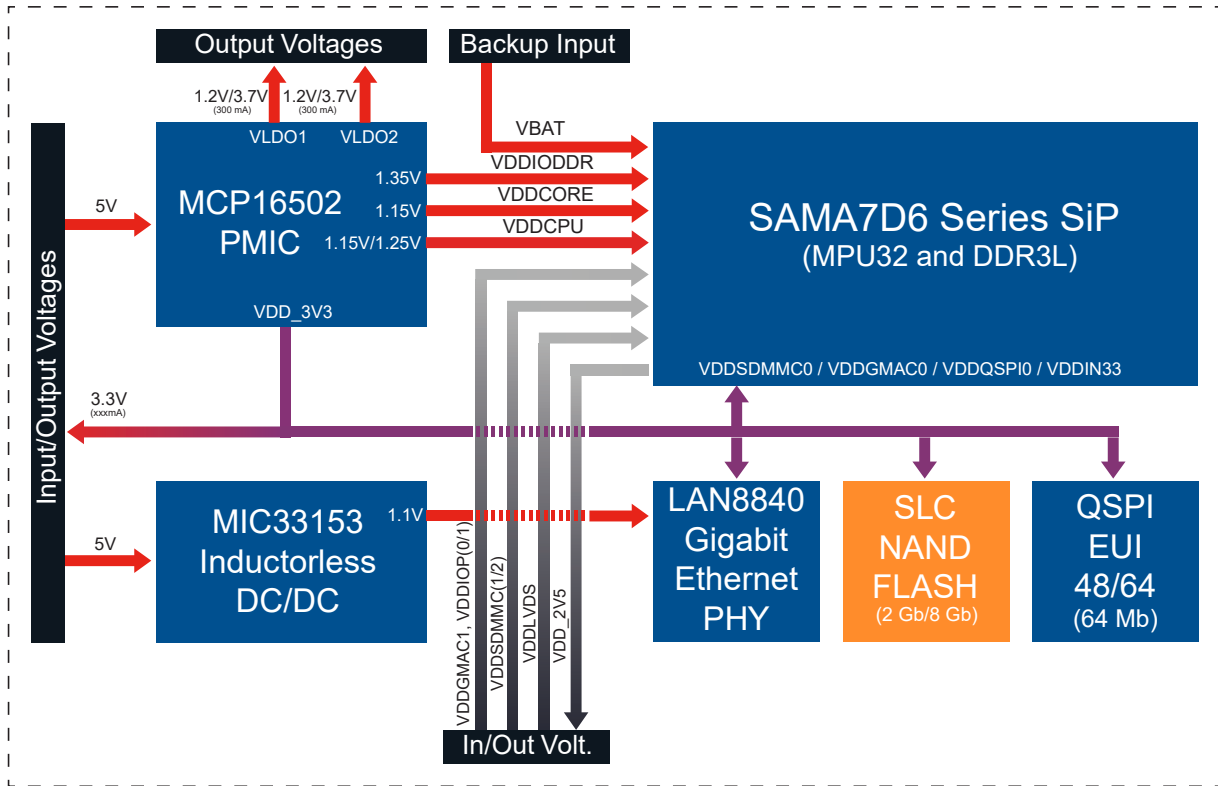 Output Voltages
Backup Input
1.2V/3.7V
(300 mA)
1.2V/3.7V
(300 mA)
VLDO1
VLDO2
MCP16502
PMIC
1.35V
1.15V
1.15V/1.25V
VDD_3V3
VBAT
VDDIODDR
VDDCORE
VDDCPU
SAMA7D6 Series SiP
(MPU32 and DDR3L)
VDDSDMMC0 / VDDGMAC0 / VDDQSPI0 / VDDIN33
Input/Output Voltages
5V
3.3V
(xxxmA)
5V
MIC33153
Inductorless
DC/DC
1.1V
VDDGMAC1, VDDIOP(0/1)
VDDSDMMC(1/2)
VDDLVDS
VDD_2V5
LAN8840
Gigabit
Ethernet
PHY
SLC
NAND
FLASH
(2 Gb/8 Gb)
QSPI
EUI
48/64
(64 Mb)
In/Out Volt.